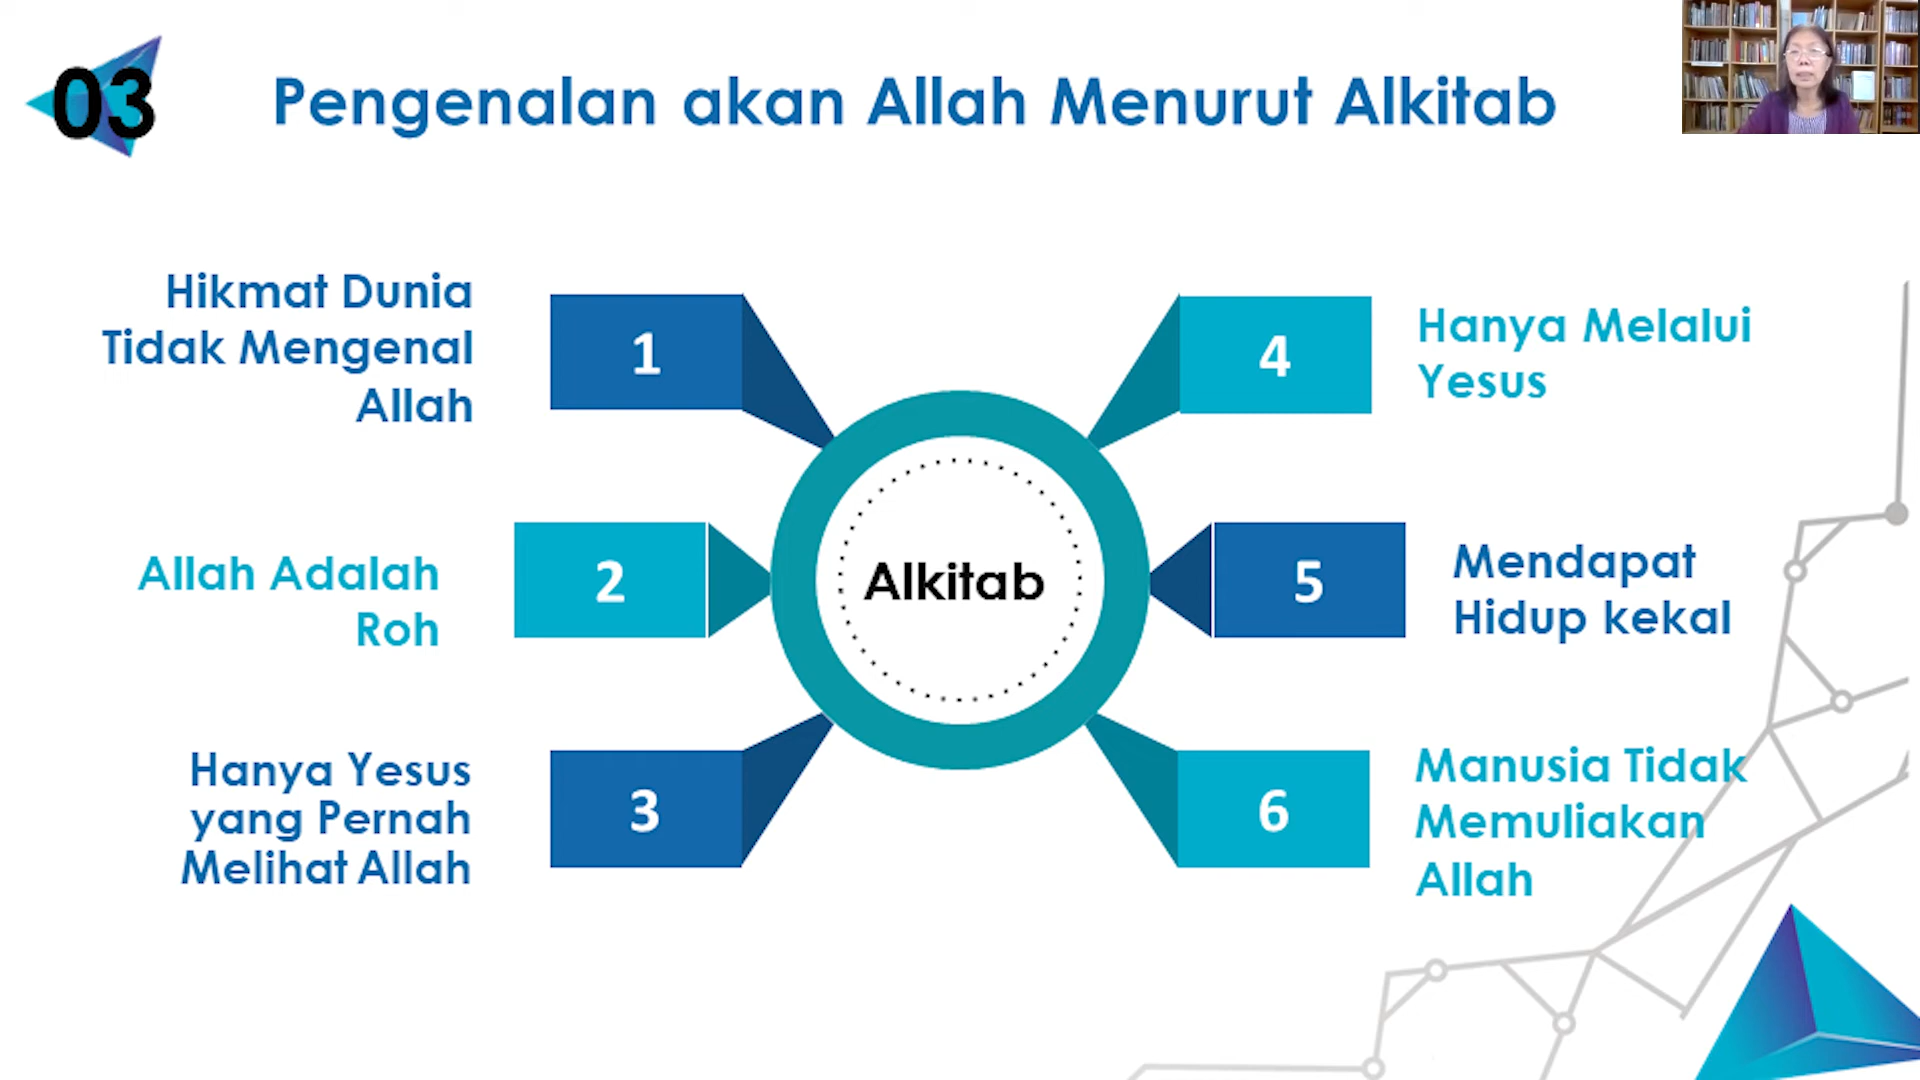 03
Pengenalan akan Allah Menurut Alkitab
Hikmat Dunia
Tidak Mengenal
Allah
1
Allah Adalah
Roh
2
Hanya Yesus
yang Pernah
Melihat Allah
3
Alkitab
4
Hanya Melalui
Yesus
5
Mendapat
Hidup kekal
6
Manusia Tidak
Memuliakan
Allah